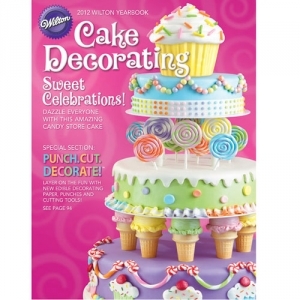 Wilton
2012 WILTON YEARBOOK
Cake
Decorating
Sweet
Celebrations!
DAZZLE EVERYONE
WITH THIS AMAZING
CANDY STORE CAKE
SPECIAL SECTION
PUNCH, CUT,
DECORATE!
LAYER ON THE FUN WITH
NEW EDIBLE DECORATING
PAPER, PUNCHES AND
CUTTING TOOLS!
SEE PAGE 94